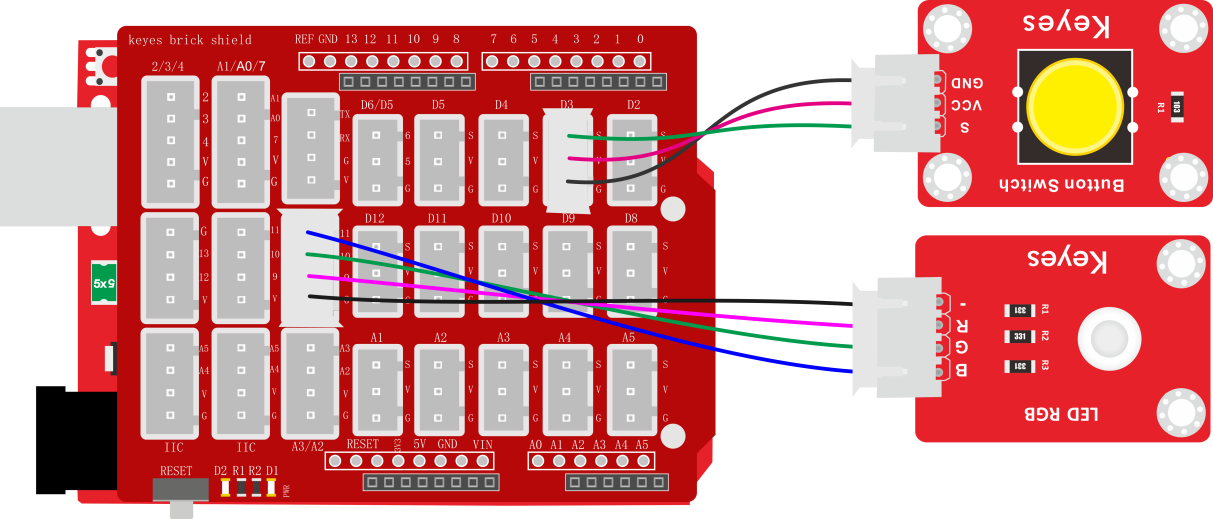 keyes brick shield
REF GND 13 12 11 10 9 8
7 6 5 4 3 2 1 0
2/3/4
A1/A0/7
2
3
4
V
G
A1
A0
7
V
G
TX
RX
G
V
D6/D5
D5
D4
D3
D2
6
5
G
S
V
G
S
V
G
S
V
G
S
V
G
D12
D11
D10
D9
D8
G
13
12
V
11
10
9
V
11
10
9
G
S
V
G
S
V
G
S
V
G
S
V
G
A1
A2
A3
A4
A5
A5
A4
V
G
A5
A4
V
G
A3
A2
V
G
S
V
G
S
V
G
S
V
G
S
V
G
S
V
G
IIC
IIC
A3/A2
RESET 3V3 5V GND VIN
A0 A1 A2 A3 A4 A5
RESET
D2 R1 R2 D1
PWR
5x5
Keyes
GND
VCC
S
R1
103
Button Switch
Keyes
-
R
G
B
331
R1
331
R2
331
R3
LED RGB